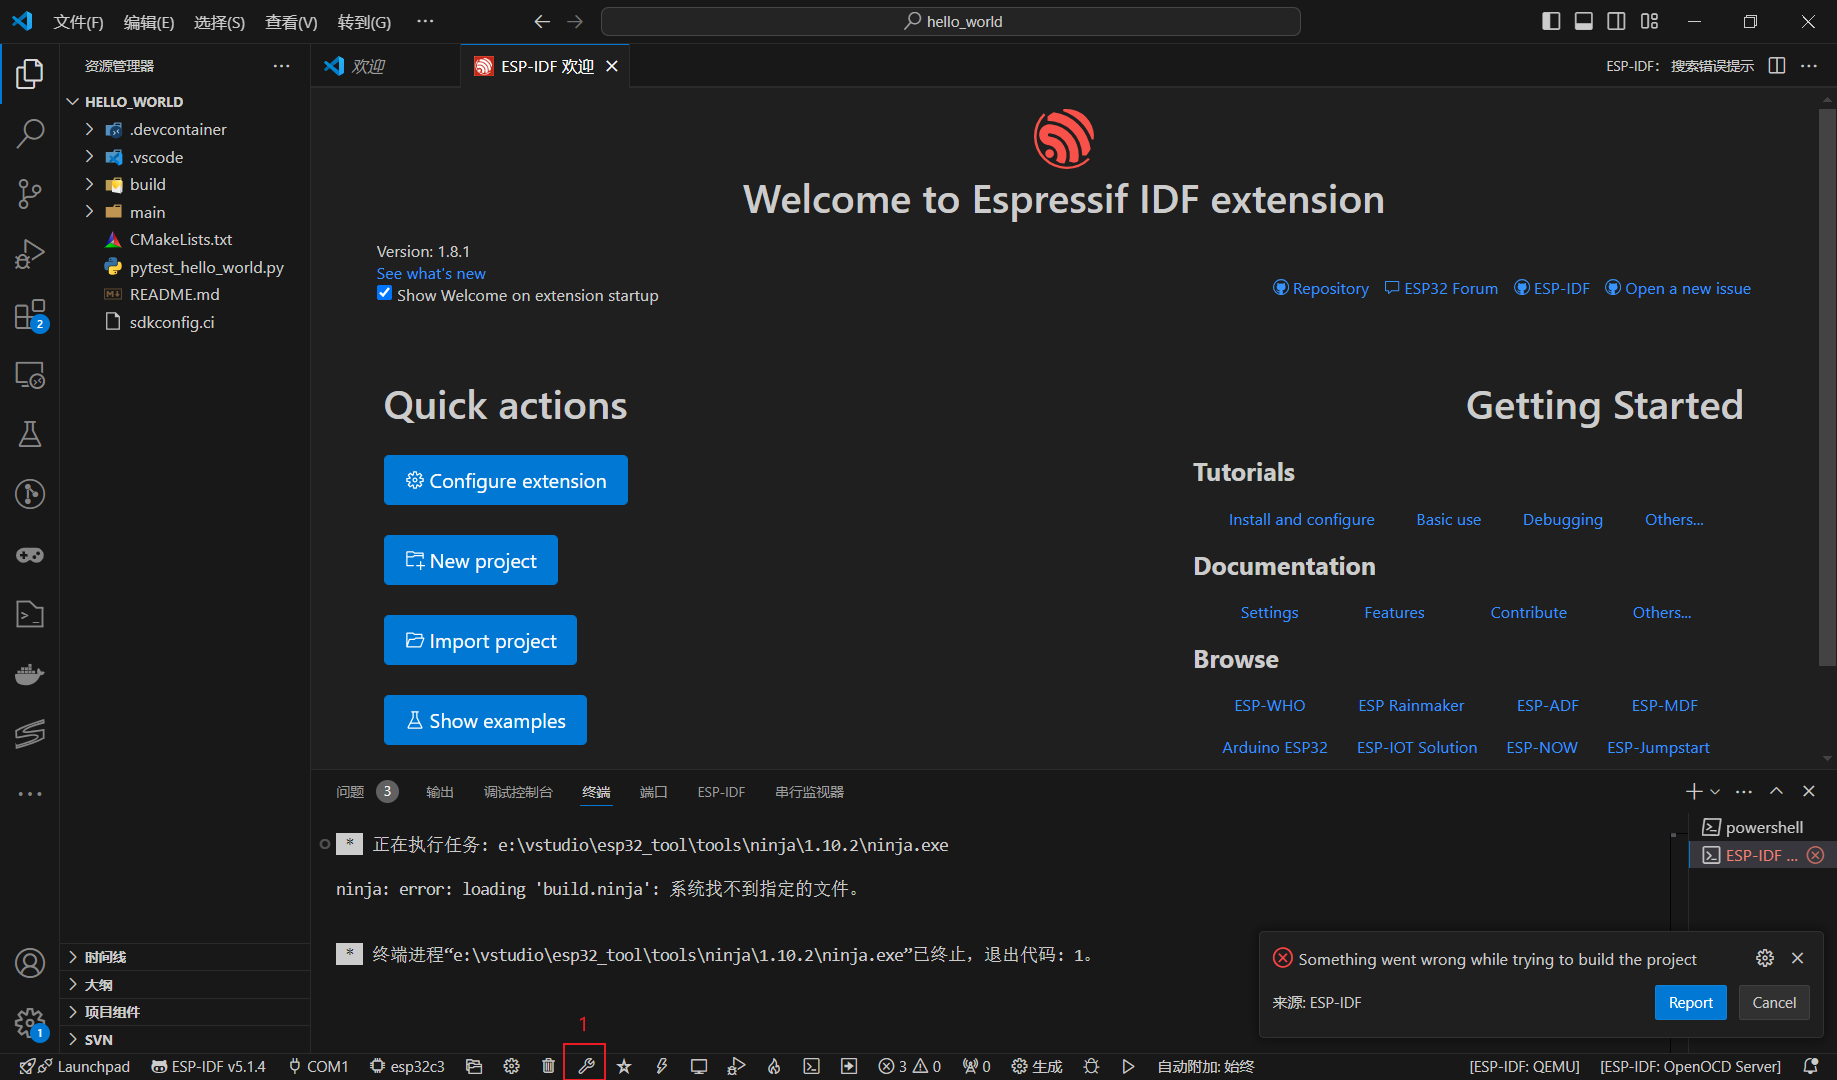 文件(F) 编辑(E) 选择(S) 查看(V) 转到(G) ··· hello_world
资源管理器 ···
欢迎
ESP-IDF 欢迎
ESP-IDF: 搜索错误提示 ···
HELLO_WORLD
.devcontainer
.vscode
build
main
CMakeLists.txt
pytest_hello_world.py
README.md
sdkconfig.ci
Welcome to Espressif IDF extension
Version: 1.8.1
See what's new
Show Welcome on extension startup
Repository ESP32 Forum ESP-IDF Open a new issue
Quick actions
Configure extension
New project
Import project
Show examples
Getting Started
Tutorials
Install and configure Basic use Debugging Others...
Documentation
Settings Features Contribute Others...
Browse
ESP-WHO ESP Rainmaker ESP-ADF ESP-MDF
Arduino ESP32 ESP-IOT Solution ESP-NOW ESP-Jumpstart
2
问题 3 输出 调试控制台 终端 端口 ESP-IDF 串行监视器
* 正在执行任务: e:\vstudio\esp32_tool\tools\ninja\1.10.2\ninja.exe
ninja: error: loading 'build.ninja': 系统找不到指定的文件。
* 终端进程“e:\vstudio\esp32_tool\tools\ninja\1.10.2\ninja.exe”已终止，退出代码: 1。
powershell
ESP-IDF ...
Something went wrong while trying to build the project
来源: ESP-IDF
Report Cancel
时间线
大纲
项目组件
SVN
1
1
Launchpad ESP-IDF v5.1.4 COM1 esp32c3 3 0 0 生成 自动附加: 始终 [ESP-IDF: QEMU] [ESP-IDF: OpenOCD Server]